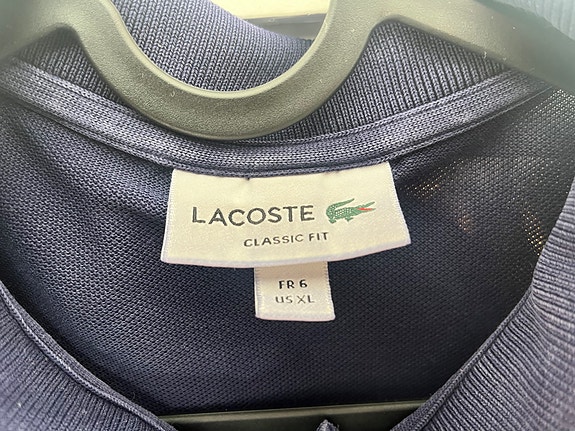 LACOSTE
CLASSIC FIT
FR 6
US XL